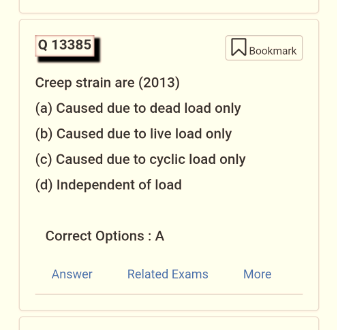 Q 13385
Bookmark
Creep strain are (2013)
(a) Caused due to dead load only
(b) Caused due to live load only
(c) Caused due to cyclic load only
(d) Independent of load
Correct Options : A
Answer Related Exams More